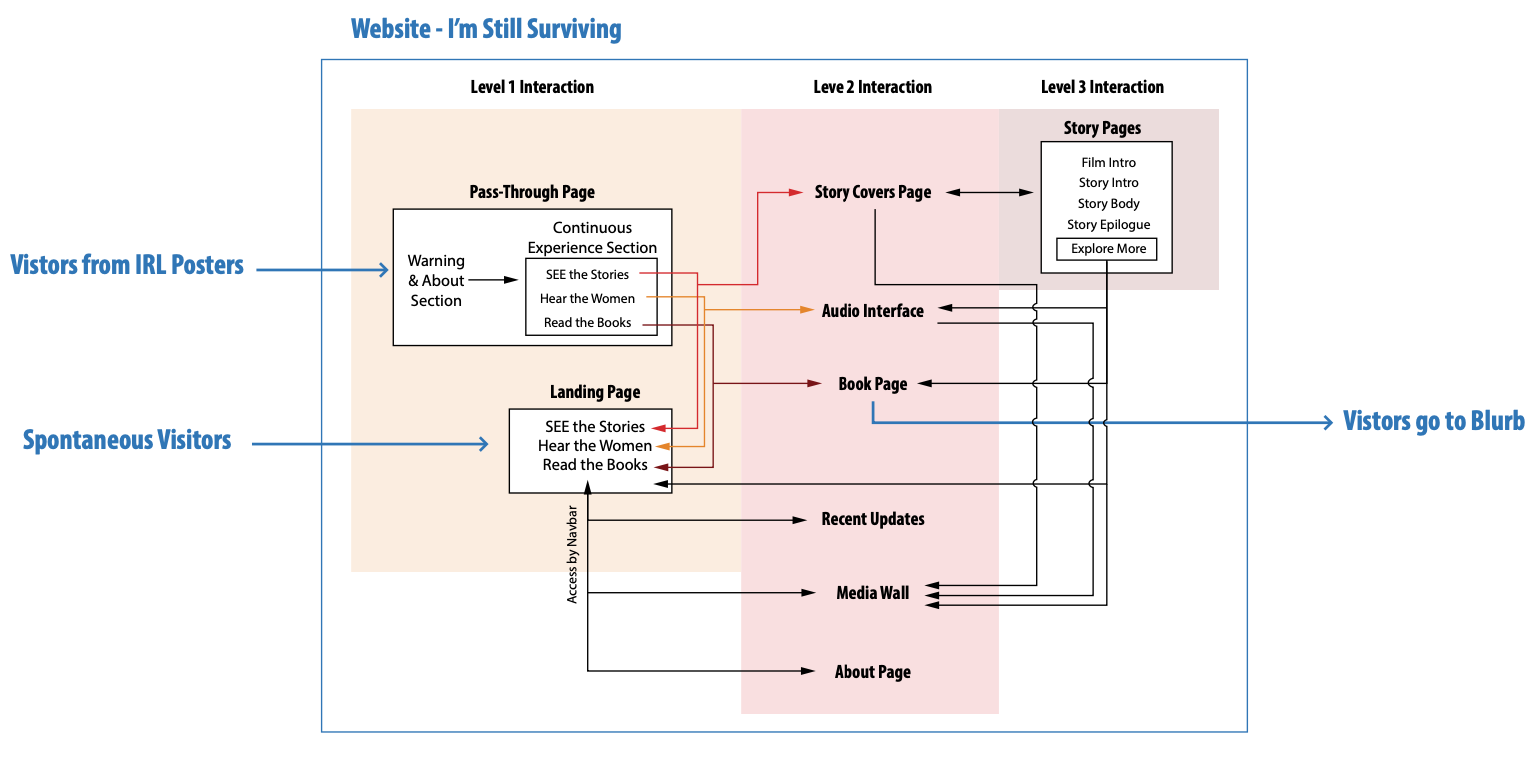 Website - I'm Still Surviving
Level 1 Interaction
Leve 2 Interaction
Level 3 Interaction
Story Pages
Film Intro
Story Intro
Story Body
Story Epilogue
Explore More
Pass-Through Page
Story Covers Page
Continuous
Experience Section
Warning
& About
Section
SEE the Stories
Hear the Women
Read the Books
Vistors from IRL Posters
Audio Interface
Book Page
Landing Page
SEE the Stories
Hear the Women
Read the Books
Spontaneous Visitors
Vistors go to Blurb
Access by Navbar
Recent Updates
Media Wall
About Page